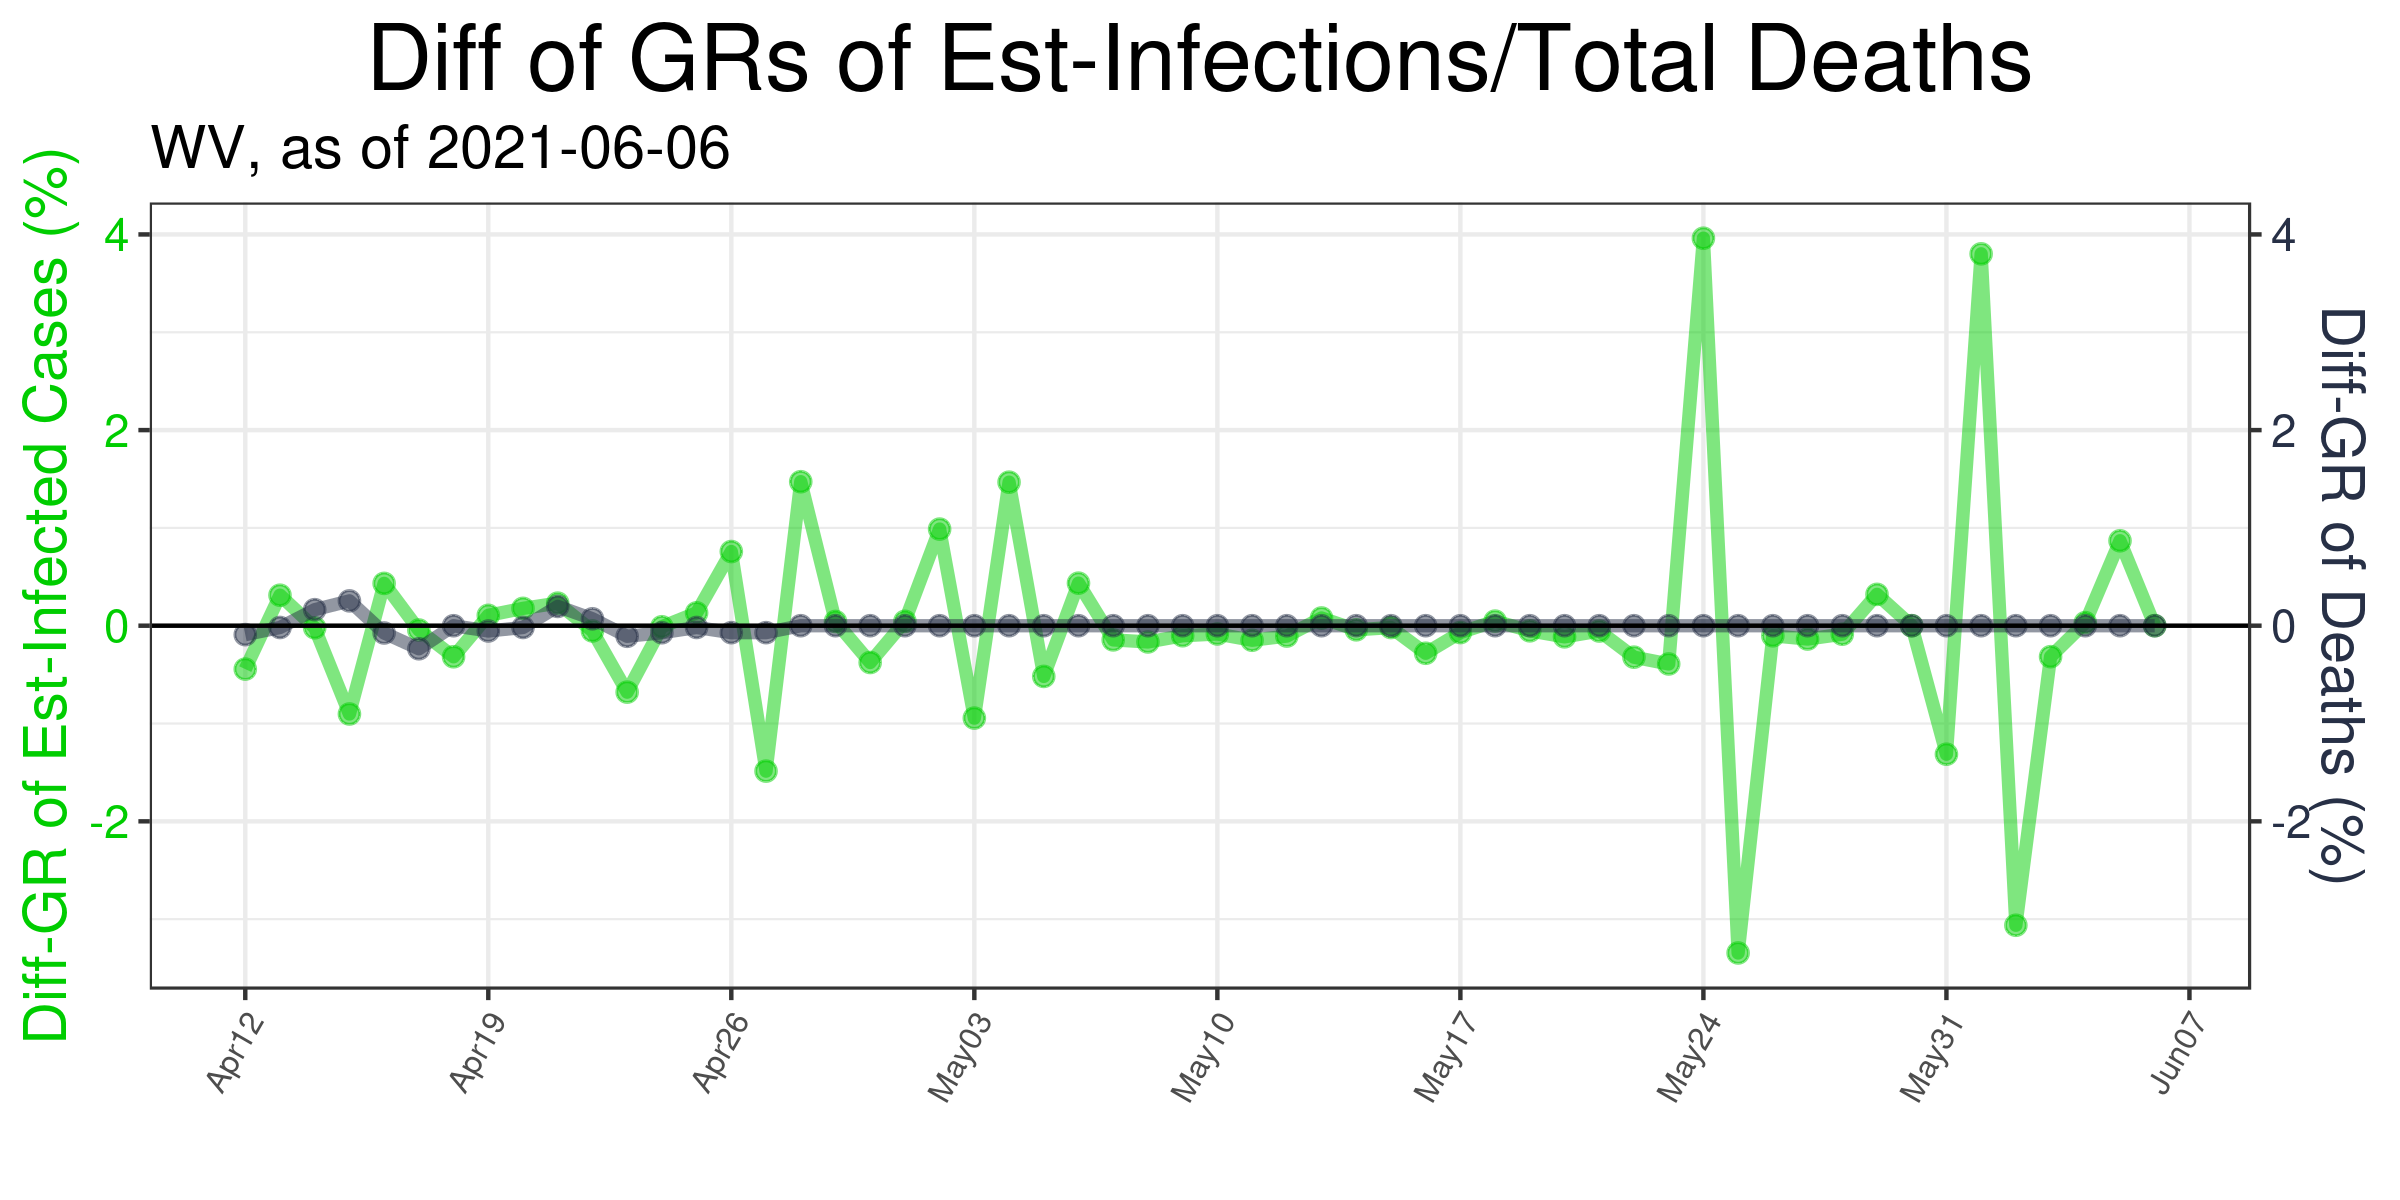 Diff of GRs of Est-Infections/Total Deaths
WV, as of 2021-06-06
Diff-GR of Est-Infected Cases (%)
4
2
0
-2
4
2
0
-2
Diff-GR of Deaths (%)
Apr12
Apr19
Apr26
May03
May10
May17
May24
May31
Jun07